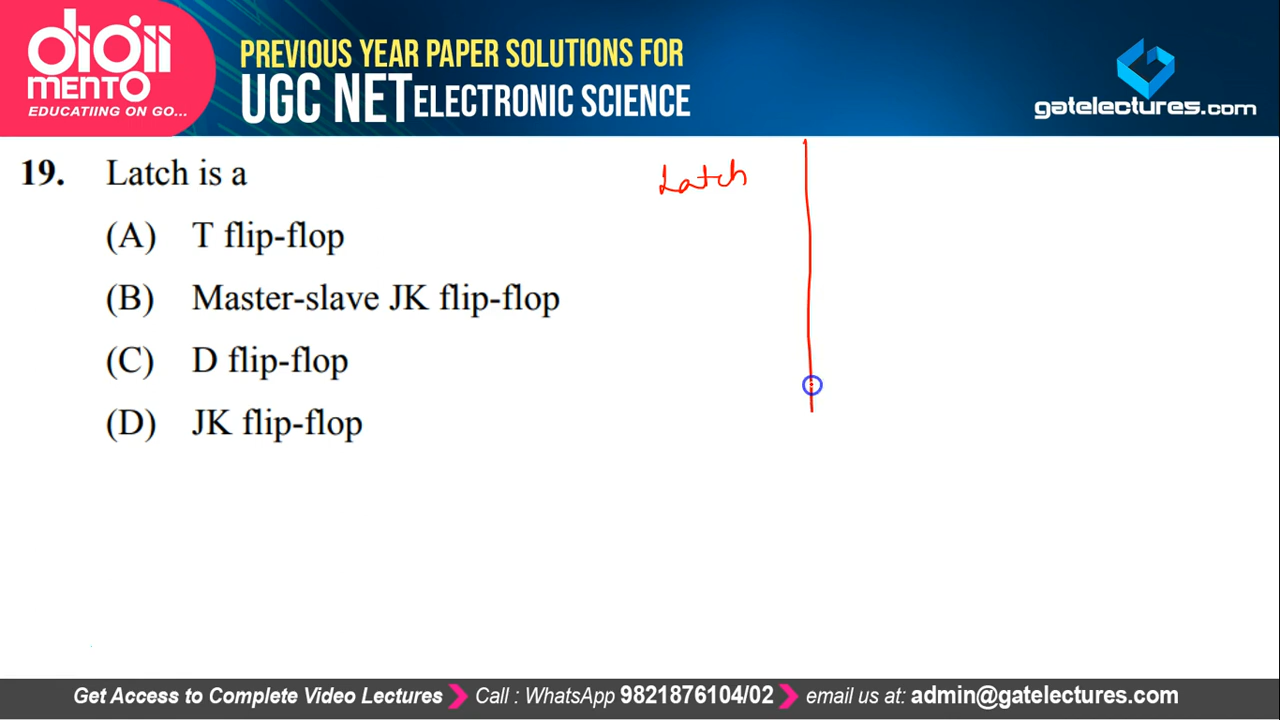 diGii
MENTO
EDUCATIING ON GO...
PREVIOUS YEAR PAPER SOLUTIONS FOR
UGC NET ELECTRONIC SCIENCE
gatelectures.com
19. Latch is a
Latch
(A) T flip-flop
(B) Master-slave JK flip-flop
(C) D flip-flop
(D) JK flip-flop
Get Access to Complete Video Lectures Call : WhatsApp 9821876104/02 email us at: admin@gatelectures.com